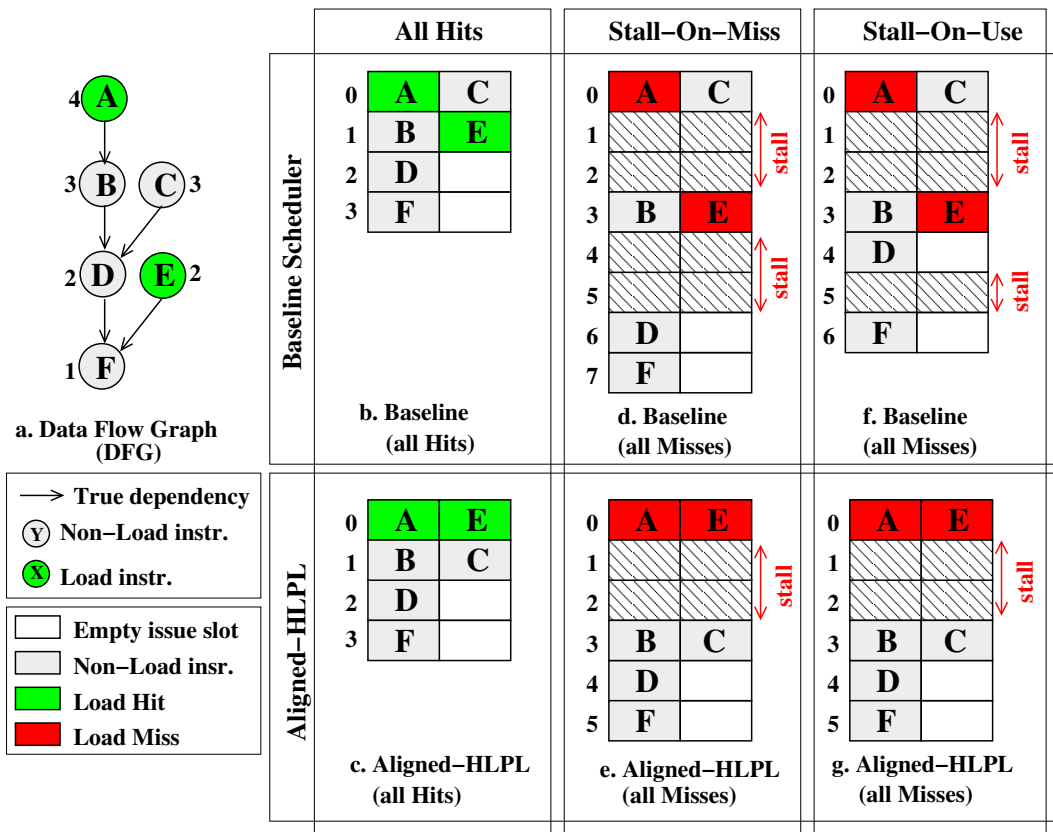 All Hits
Stall-On-Miss
Stall-On-Use
Baseline Scheduler
Aligned-HLPL
4 A
3 B C 3
2 D E 2
1 F
a. Data Flow Graph
(DFG)
True dependency
Y Non-Load instr.
X Load instr.
Empty issue slot
Non-Load insr.
Load Hit
Load Miss
0 A C
1 B E
2 D
3 F
b. Baseline
(all Hits)
0 A C
1
2
stall
3 B E
4
5
stall
6 D
7 F
d. Baseline
(all Misses)
0 A C
1
2
stall
3 B E
4 D
5
stall
6 F
f. Baseline
(all Misses)
0 A E
1 B C
2 D
3 F
c. Aligned-HLPL
(all Hits)
0 A E
1
2
stall
3 B C
4 D
5 F
e. Aligned-HLPL
(all Misses)
0 A E
1
2
stall
3 B C
4 D
5 F
g. Aligned-HLPL
(all Misses)